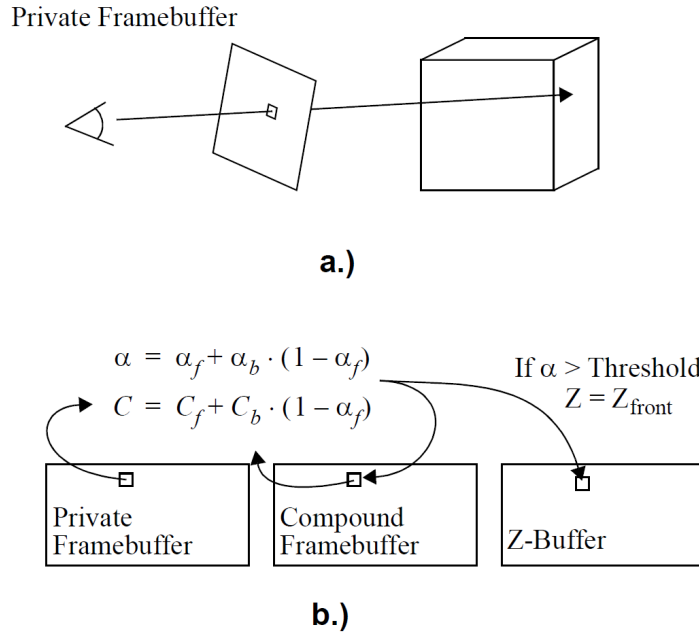 Private Framebuffer
a.)
α = α_f + α_b · (1 − α_f)
C = C_f + C_b · (1 − α_f)
If α > Threshold
Z = Z_front
Private
Framebuffer
Compound
Framebuffer
Z-Buffer
b.)